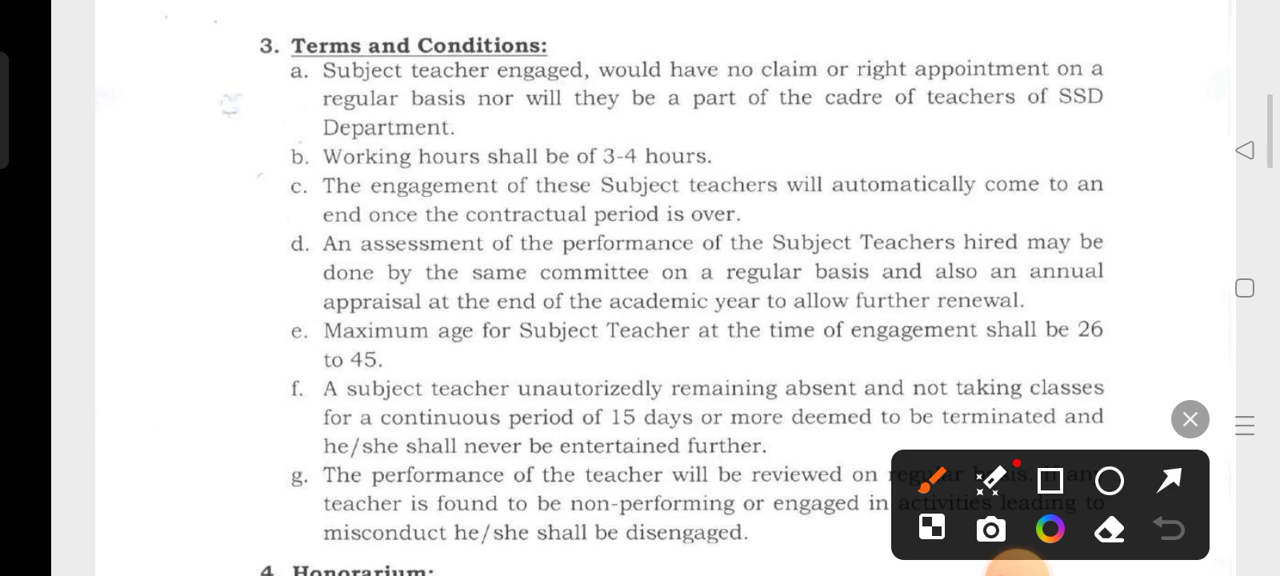 3. Terms and Conditions:
a. Subject teacher engaged, would have no claim or right appointment on a
regular basis nor will they be a part of the cadre of teachers of SSD
Department.
b. Working hours shall be of 3-4 hours.
c. The engagement of these Subject teachers will automatically come to an
end once the contractual period is over.
d. An assessment of the performance of the Subject Teachers hired may be
done by the same committee on a regular basis and also an annual
appraisal at the end of the academic year to allow further renewal.
e. Maximum age for Subject Teacher at the time of engagement shall be 26
to 45.
f. A subject teacher unautorizedly remaining absent and not taking classes
for a continuous period of 15 days or more deemed to be terminated and
he/she shall never be entertained further.
g. The performance of the teacher will be reviewed on regular basis. If any
teacher is found to be non-performing or engaged in activities leading to
misconduct he/she shall be disengaged.
4. Honorarium: